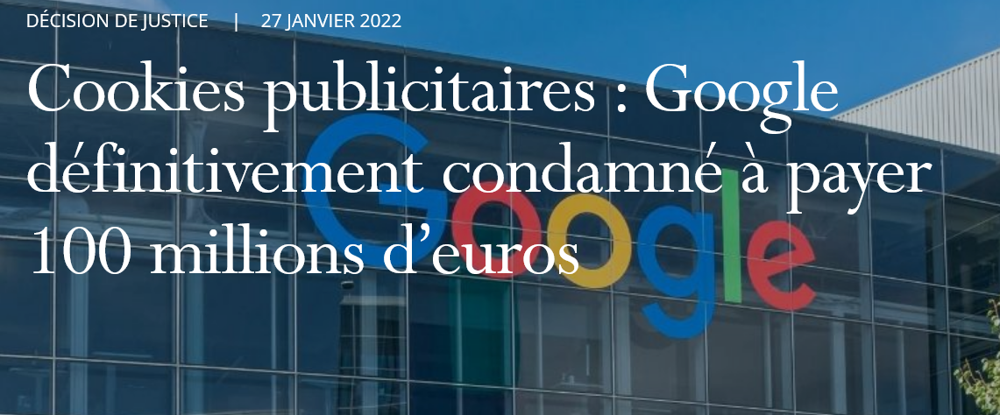 DÉCISION DE JUSTICE | 27 JANVIER 2022
Cookies publicitaires : Google
définitivement condamné à payer
100 millions d’euros
Google